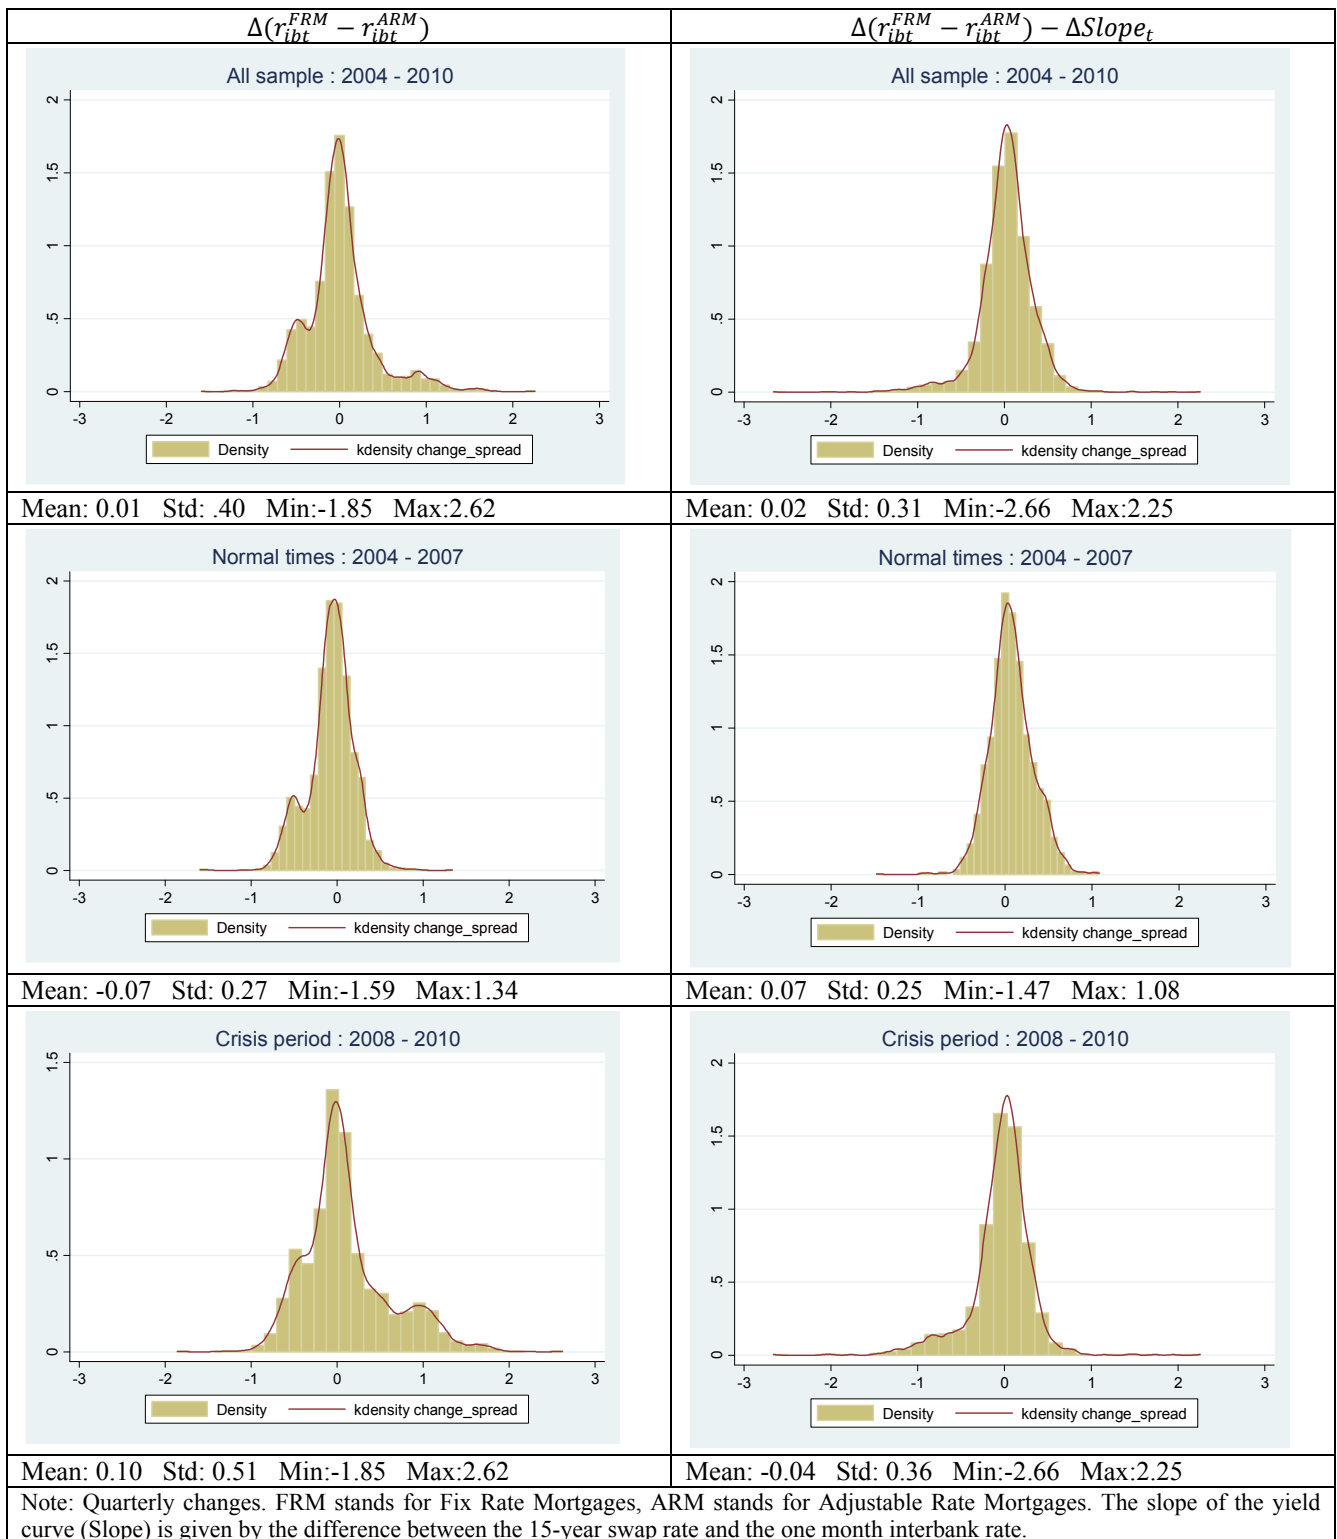 Δ(r_{ibt}^{FRM} − r_{ibt}^{ARM})
Δ(r_{ibt}^{FRM} − r_{ibt}^{ARM}) − ΔSlope_t
All sample : 2004 - 2010
2
1.5
1
.5
0
-3 -2 -1 0 1 2 3
Density kdensity change_spread
All sample : 2004 - 2010
2
1.5
1
.5
0
-3 -2 -1 0 1 2 3
Density kdensity change_spread
Mean: 0.01 Std: .40 Min:-1.85 Max:2.62
Mean: 0.02 Std: 0.31 Min:-2.66 Max:2.25
Normal times : 2004 - 2007
2
1.5
1
.5
0
-3 -2 -1 0 1 2 3
Density kdensity change_spread
Normal times : 2004 - 2007
2
1.5
1
.5
0
-3 -2 -1 0 1 2 3
Density kdensity change_spread
Mean: -0.07 Std: 0.27 Min:-1.59 Max:1.34
Mean: 0.07 Std: 0.25 Min:-1.47 Max: 1.08
Crisis period : 2008 - 2010
1.5
1
.5
0
-3 -2 -1 0 1 2 3
Density kdensity change_spread
Crisis period : 2008 - 2010
2
1.5
1
.5
0
-3 -2 -1 0 1 2 3
Density kdensity change_spread
Mean: 0.10 Std: 0.51 Min:-1.85 Max:2.62
Mean: -0.04 Std: 0.36 Min:-2.66 Max:2.25
Note: Quarterly changes. FRM stands for Fix Rate Mortgages, ARM stands for Adjustable Rate Mortgages. The slope of the yield
curve (Slope) is given by the difference between the 15-year swap rate and the one month interbank rate.